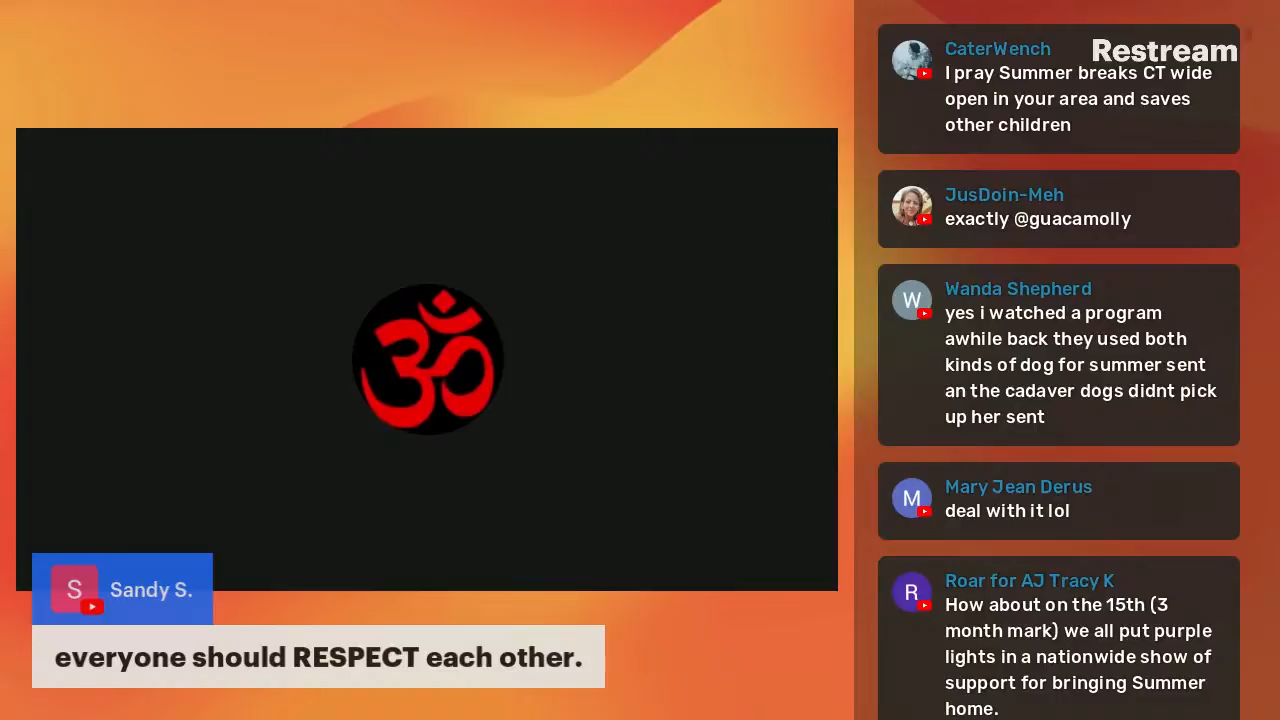 ॐ
S
Sandy S.
everyone should RESPECT each other.
Restream
CaterWench
I pray Summer breaks CT wide
open in your area and saves
other children
JusDoin-Meh
exactly @guacamolly
W
Wanda Shepherd
yes i watched a program
awhile back they used both
kinds of dog for summer sent
an the cadaver dogs didnt pick
up her sent
M
Mary Jean Derus
deal with it lol
R
Roar for AJ Tracy K
How about on the 15th (3
month mark) we all put purple
lights in a nationwide show of
support for bringing Summer
home.